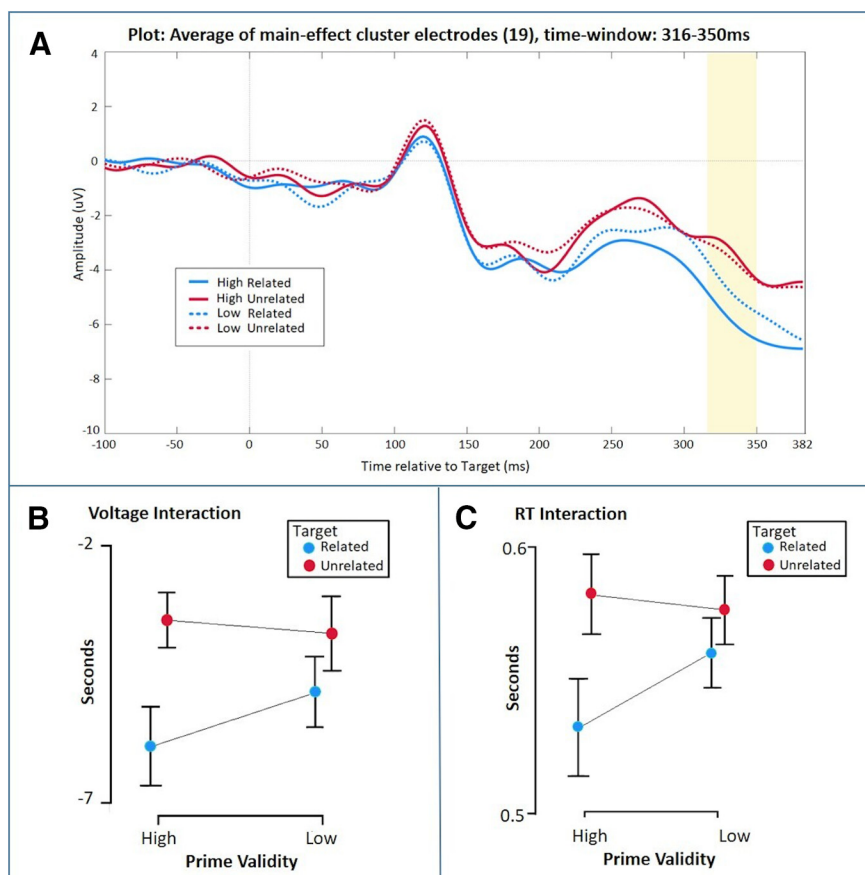 A
Plot: Average of main-effect cluster electrodes (19), time-window: 316-350ms
4
2
0
-2
-4
-6
-8
-10
Amplitude (uV)
High Related
High Unrelated
Low Related
Low Unrelated
-100 -50 0 50 100 150 200 250 300 350 382
Time relative to Target (ms)
B
Voltage Interaction
Target
Related
Unrelated
-2
Seconds
-7
High Low
Prime Validity
C
RT Interaction
Target
Related
Unrelated
0.6
Seconds
0.5
High Low
Prime Validity